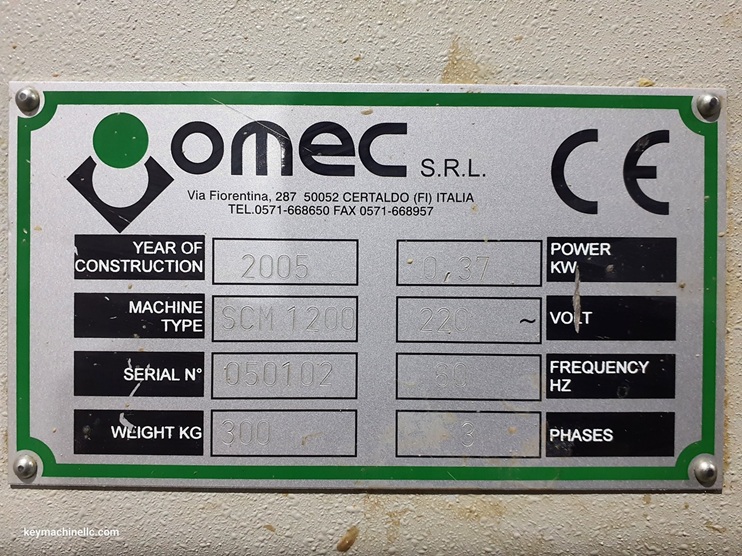 omec S.R.L.
CE
Via Fiorentina, 287 50052 CERTALDO (FI) ITALIA
TEL.0571-668650 FAX 0571-668957
YEAR OF CONSTRUCTION 2005
0,37 POWER KW
MACHINE TYPE SCM 1200
220 ~ VOLT
SERIAL N° 050102
60 FREQUENCY HZ
WEIGHT KG 300
3 PHASES
keymachinellc.com